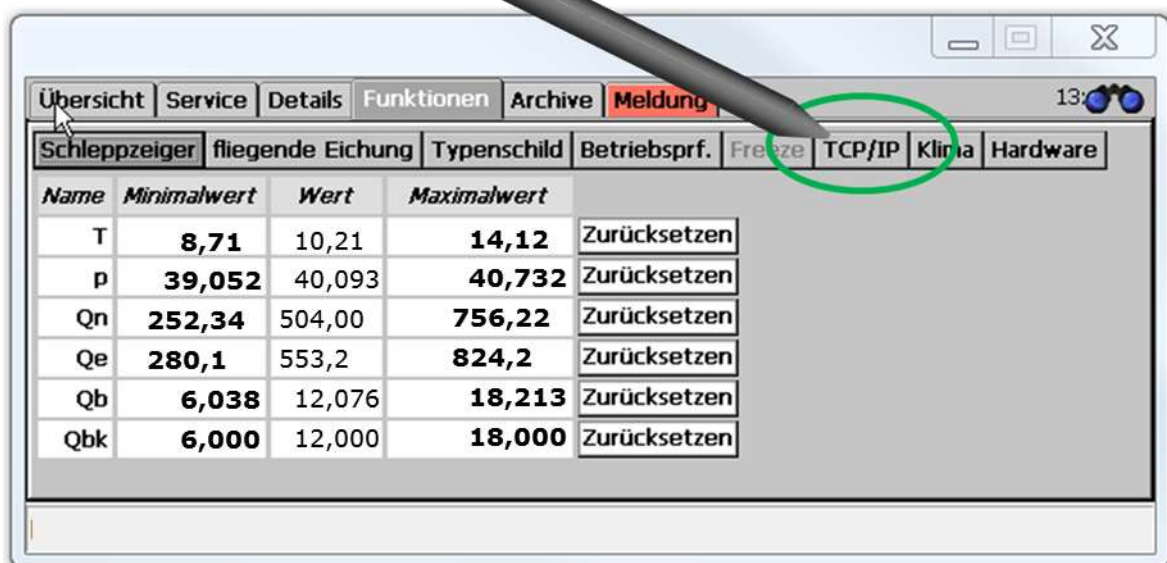 Übersicht Service Details Funktionen Archive Meldung 13:
Schleppzeiger fliegende Eichung Typenschild Betriebsprf. Freeze TCP/IP Klima Hardware
Name Minimalwert Wert Maximalwert
T 8,71 10,21 14,12 Zurücksetzen
p 39,052 40,093 40,732 Zurücksetzen
Qn 252,34 504,00 756,22 Zurücksetzen
Qe 280,1 553,2 824,2 Zurücksetzen
Qb 6,038 12,076 18,213 Zurücksetzen
Qbk 6,000 12,000 18,000 Zurücksetzen